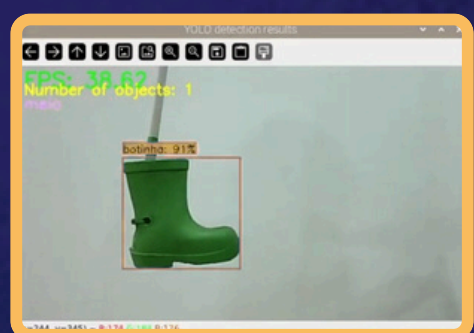 YOLO detection results
FPS: 38.62
Number of objects: 1
botinha: 91%